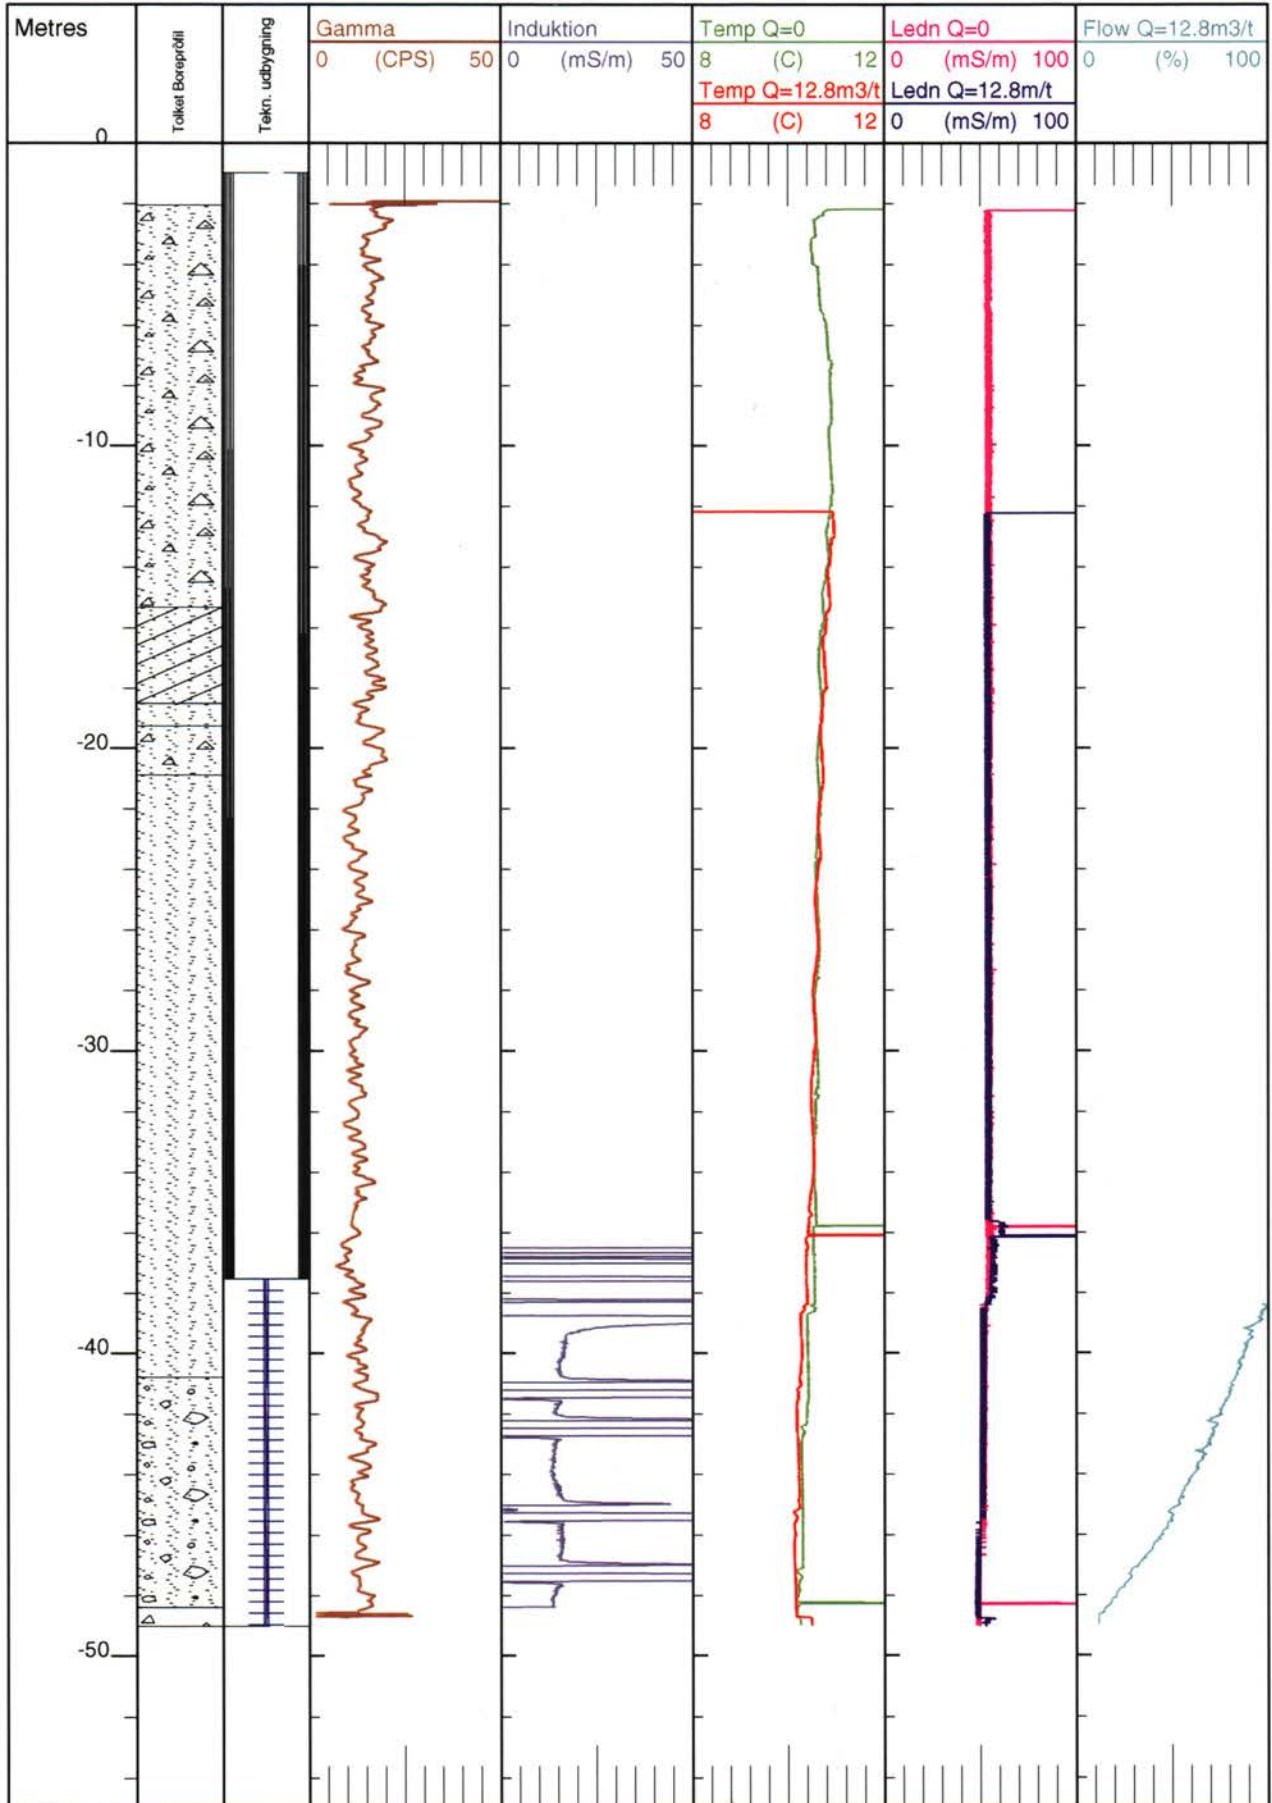 Metres
Tolket Borepröfil
Tekn. udbygning
Gamma
0 (CPS) 50
Induktion
0 (mS/m) 50
Temp Q=0
8 (C) 12
Temp Q=12.8m3/t
8 (C) 12
Ledn Q=0
0 (mS/m) 100
Ledn Q=12.8m/t
0 (mS/m) 100
Flow Q=12.8m3/t
0 (%) 100
0
-10
-20
-30
-40
-50